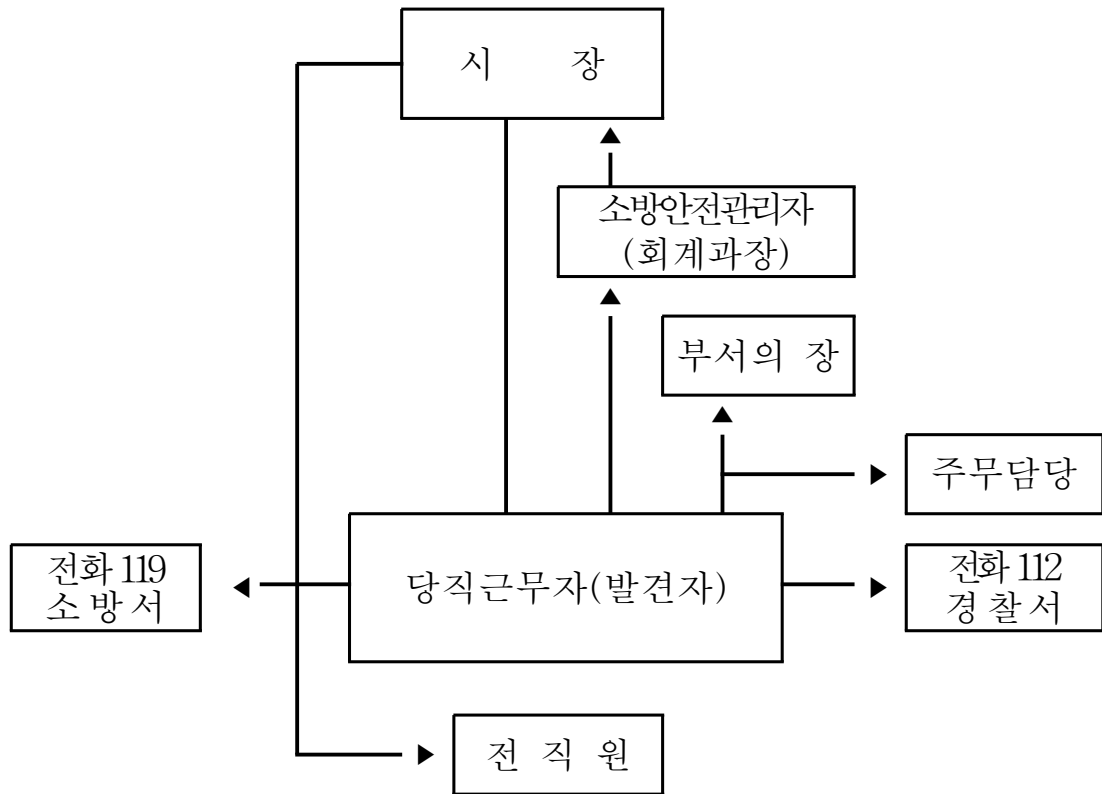 시 장
소방안전관리자
(회계과장)
부서의 장
주무담당
전화 119
소 방 서
당직근무자(발견자)
전화 112
경 찰 서
전 직 원